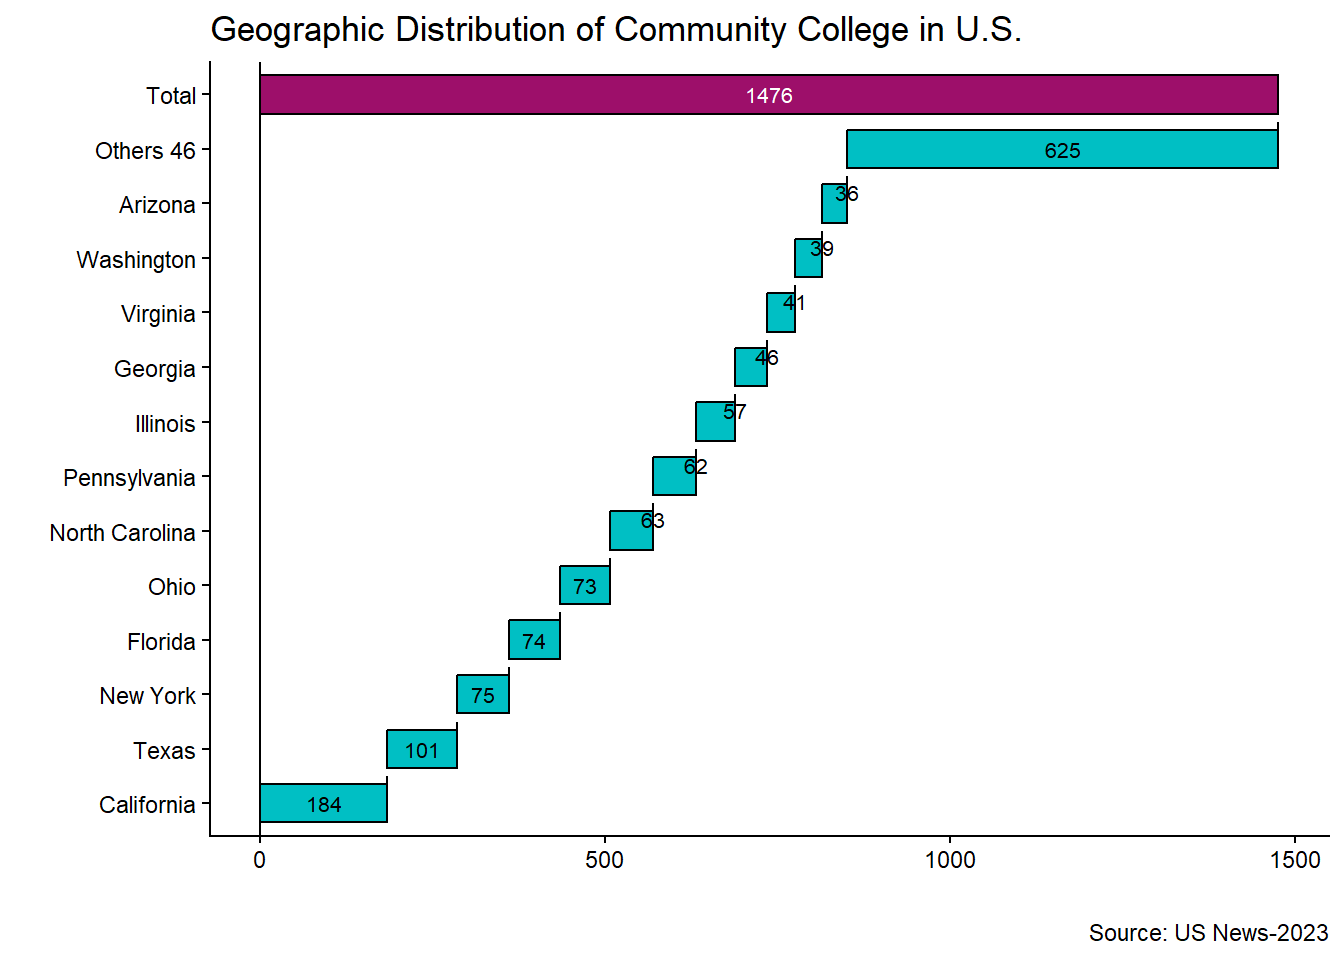 Geographic Distribution of Community College in U.S.
Total 1476
Others 46 625
Arizona 36
Washington 39
Virginia 41
Georgia 46
Illinois 57
Pennsylvania 62
North Carolina 63
Ohio 73
Florida 74
New York 75
Texas 101
California 184
0 500 1000 1500
Source: US News-2023